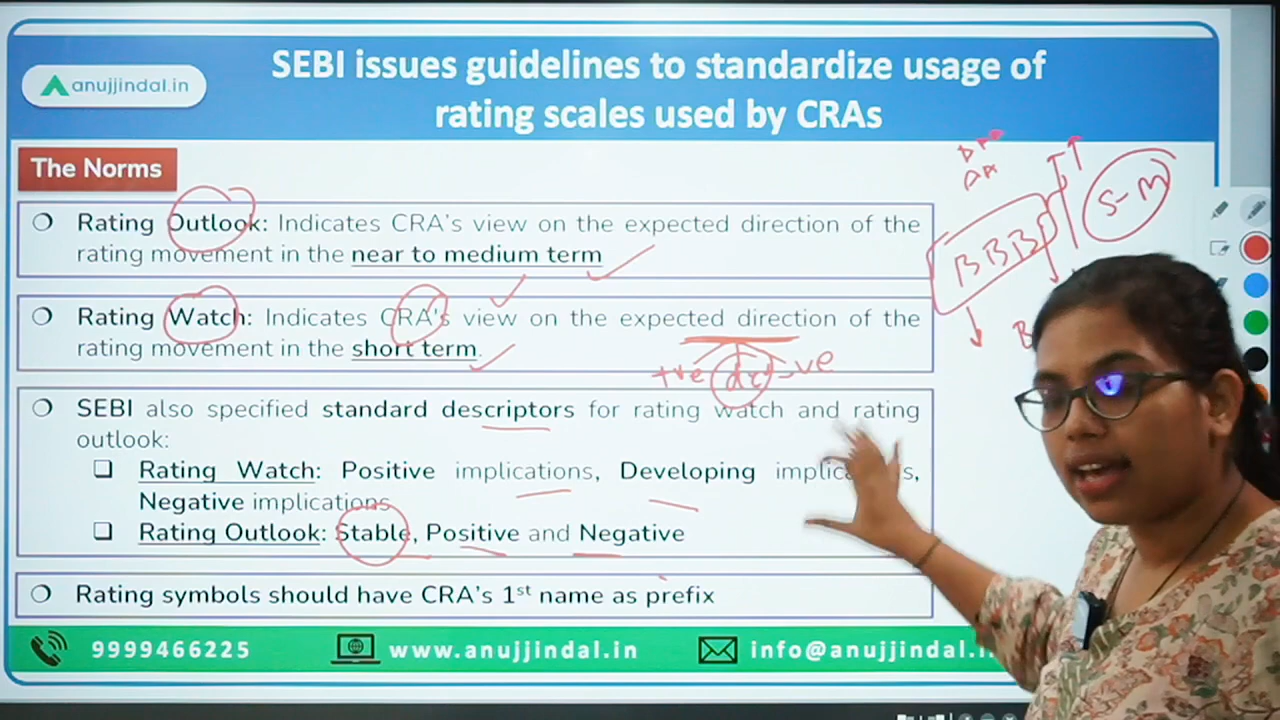 SEBI issues guidelines to standardize usage of
rating scales used by CRAs
anujjindal.in
The Norms
Rating Outlook: Indicates CRA's view on the expected direction of the
rating movement in the near to medium term
Rating Watch: Indicates CRA's view on the expected direction of the
rating movement in the short term.
+ve dev -ve
SEBI also specified standard descriptors for rating watch and rating
outlook:
Rating Watch: Positive implications, Developing
Negative implications
Rating Outlook: Stable, Positive and Negative
Rating symbols should have CRA's 1st name as prefix
BBB
S-M
9999466225
www.anujjindal.in
info@anujjindal.i